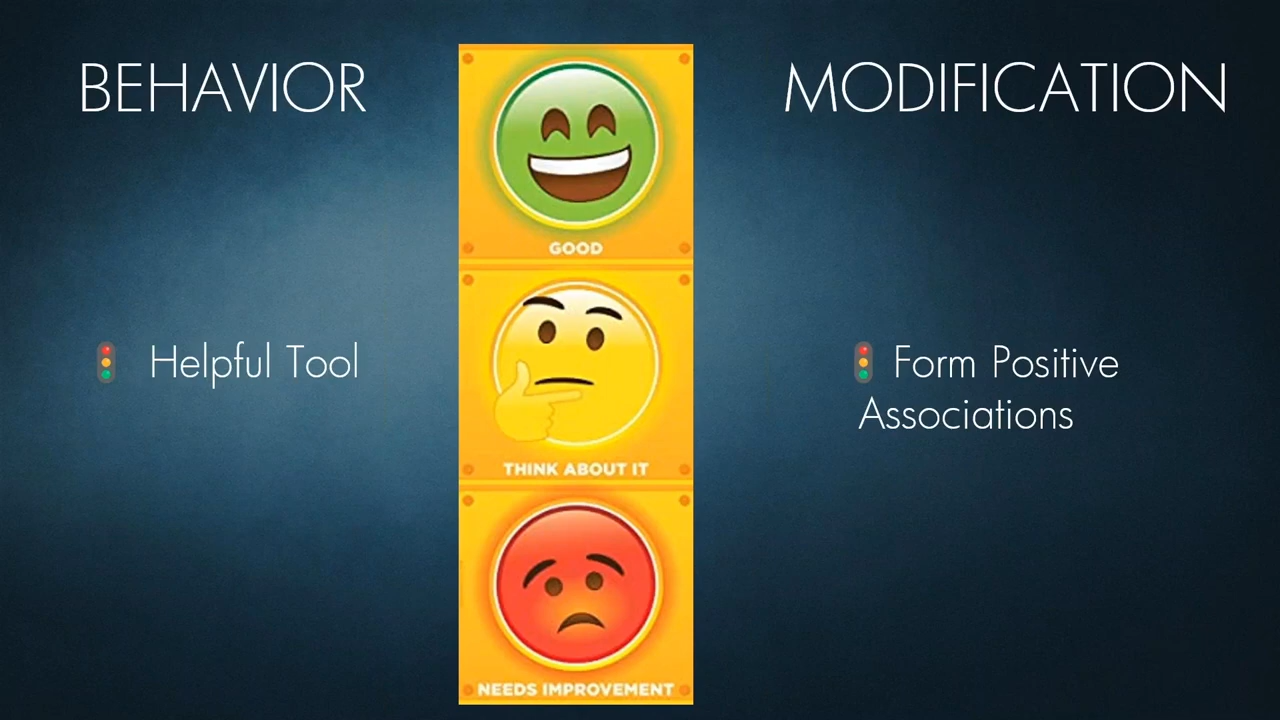 BEHAVIOR
MODIFICATION
GOOD
Helpful Tool
THINK ABOUT IT
Form Positive
Associations
NEEDS IMPROVEMENT